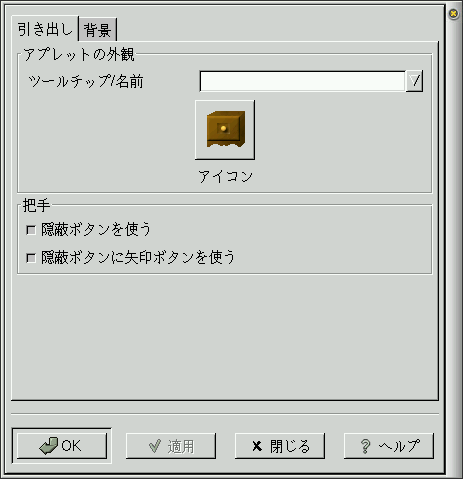 引き出し 背景
アプレットの外観
ツールチップ/名前
アイコン
把手
隠蔽ボタンを使う
隠蔽ボタンに矢印ボタンを使う
OK 適用 閉じる ヘルプ